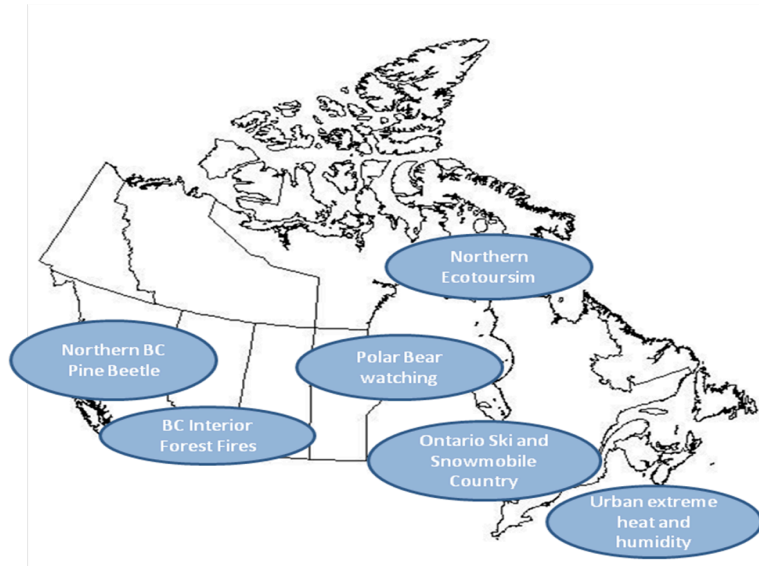 Northern
Ecotoursim
Northern BC
Pine Beetle
Polar Bear
watching
BC Interior
Forest Fires
Ontario Ski and
Snowmobile
Country
Urban extreme
heat and
humidity